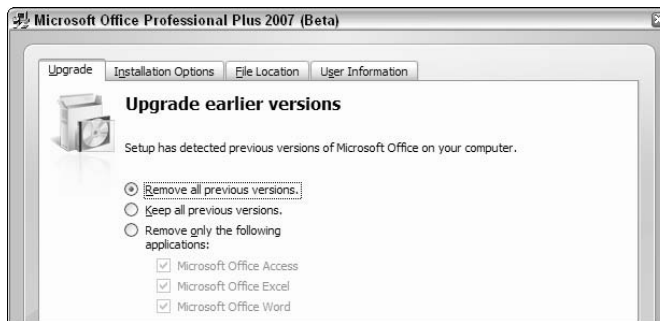 Microsoft Office Professional Plus 2007 (Beta)
Upgrade Installation Options File Location User Information
Upgrade earlier versions
Setup has detected previous versions of Microsoft Office on your computer.
Remove all previous versions.
Keep all previous versions.
Remove only the following
applications:
Microsoft Office Access
Microsoft Office Excel
Microsoft Office Word